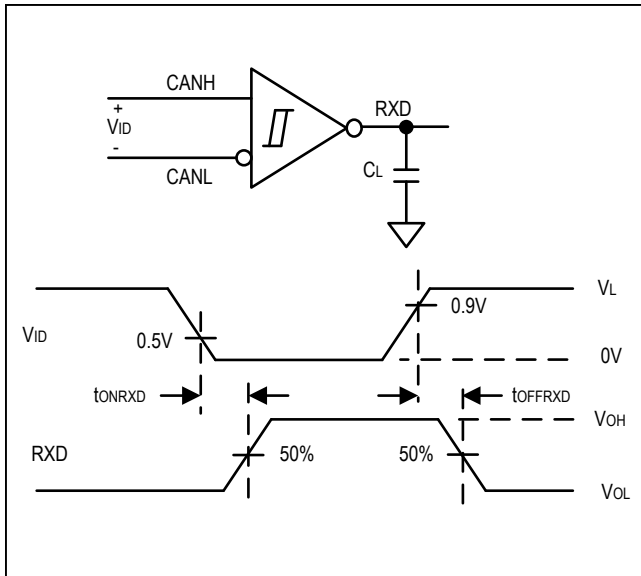 CANH
+
VID
-
CANL
RXD
CL
VID
0.5V
0.9V
VL
0V
tONRXD
tOFFRXD
RXD
50%
50%
VOH
VOL